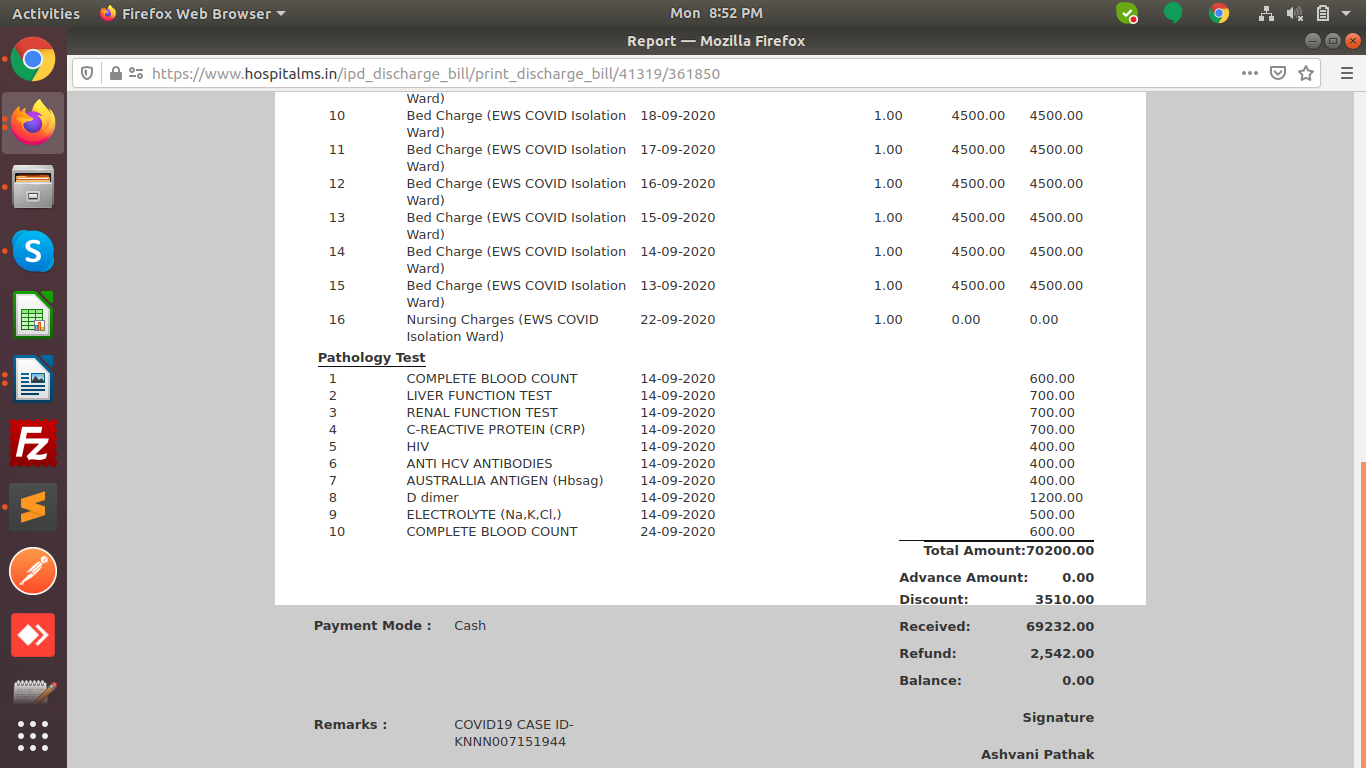 Activities Firefox Web Browser Mon 8:52 PM
Report — Mozilla Firefox
https://www.hospitalms.in/ipd_discharge_bill/print_discharge_bill/41319/361850
Ward)
10 Bed Charge (EWS COVID Isolation 18-09-2020 1.00 4500.00 4500.00
Ward)
11 Bed Charge (EWS COVID Isolation 17-09-2020 1.00 4500.00 4500.00
Ward)
12 Bed Charge (EWS COVID Isolation 16-09-2020 1.00 4500.00 4500.00
Ward)
13 Bed Charge (EWS COVID Isolation 15-09-2020 1.00 4500.00 4500.00
Ward)
14 Bed Charge (EWS COVID Isolation 14-09-2020 1.00 4500.00 4500.00
Ward)
15 Bed Charge (EWS COVID Isolation 13-09-2020 1.00 4500.00 4500.00
Ward)
16 Nursing Charges (EWS COVID 22-09-2020 1.00 0.00 0.00
Isolation Ward)
Pathology Test
1 COMPLETE BLOOD COUNT 14-09-2020 600.00
2 LIVER FUNCTION TEST 14-09-2020 700.00
3 RENAL FUNCTION TEST 14-09-2020 700.00
4 C-REACTIVE PROTEIN (CRP) 14-09-2020 700.00
5 HIV 14-09-2020 400.00
6 ANTI HCV ANTIBODIES 14-09-2020 400.00
7 AUSTRALLIA ANTIGEN (Hbsag) 14-09-2020 400.00
8 D dimer 14-09-2020 1200.00
9 ELECTROLYTE (Na,K,Cl,) 14-09-2020 500.00
10 COMPLETE BLOOD COUNT 24-09-2020 600.00
Total Amount:70200.00
Advance Amount: 0.00
Discount: 3510.00
Payment Mode : Cash Received: 69232.00
Refund: 2,542.00
Balance: 0.00
Signature
Remarks : COVID19 CASE ID-
KNNN007151944
Ashvani Pathak